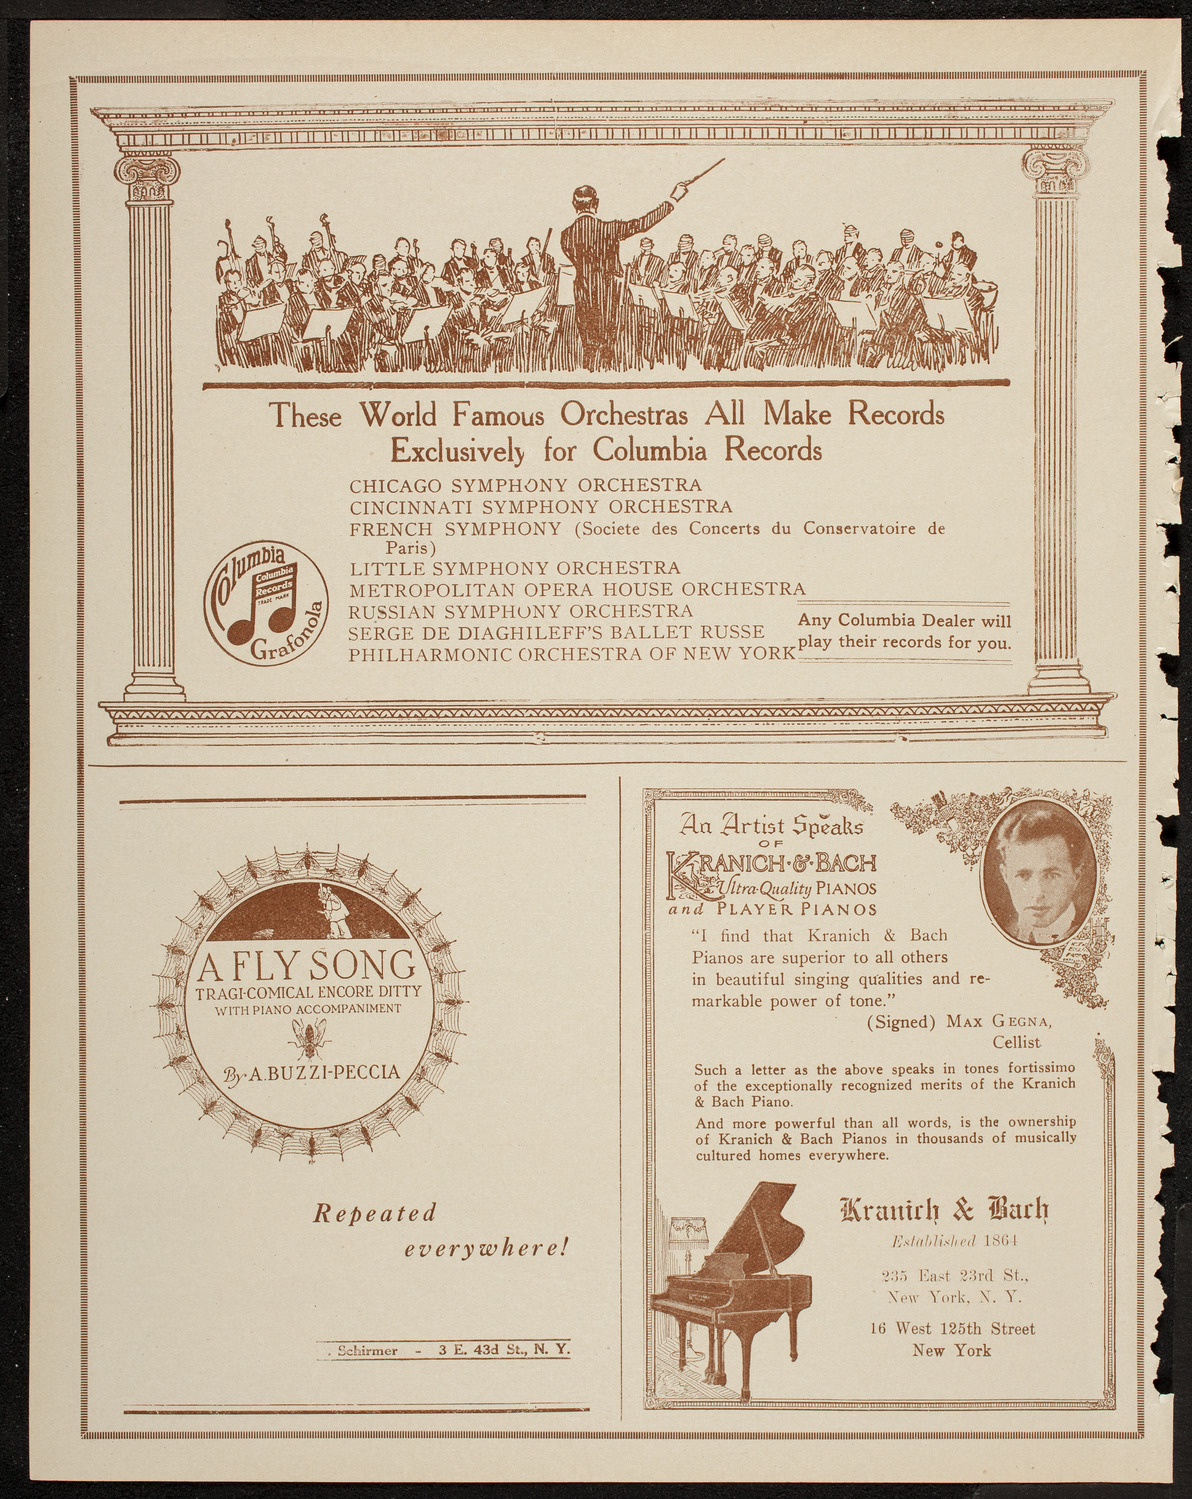 These World Famous Orchestras All Make Records
Exclusively for Columbia Records
CHICAGO SYMPHONY ORCHESTRA
CINCINNATI SYMPHONY ORCHESTRA
FRENCH SYMPHONY (Societe des Concerts du Conservatoire de
Paris)
LITTLE SYMPHONY ORCHESTRA
METROPOLITAN OPERA HOUSE ORCHESTRA
RUSSIAN SYMPHONY ORCHESTRA
SERGE DE DIAGHILEFF'S BALLET RUSSE
PHILHARMONIC ORCHESTRA OF NEW YORK
Columbia
Columbia
Records
TRADE MARK
Grafonola
Any Columbia Dealer will
play their records for you.
A FLY SONG
TRAGI-COMICAL ENCORE DITTY
WITH PIANO ACCOMPANIMENT
By A. BUZZI-PECCIA
Repeated
everywhere!
. Schirmer - 3 E. 43d St., N. Y.
An Artist Speaks
OF
KRANICH·&·BACH
Ultra-Quality PIANOS
and PLAYER PIANOS
"I find that Kranich & Bach
Pianos are superior to all others
in beautiful singing qualities and re-
markable power of tone."
(Signed) MAX GEGNA,
Cellist
Such a letter as the above speaks in tones fortissimo
of the exceptionally recognized merits of the Kranich
& Bach Piano.
And more powerful than all words, is the ownership
of Kranich & Bach Pianos in thousands of musically
cultured homes everywhere.
Kranich & Bach
Established 1864
235 East 23rd St.,
New York, N. Y.
16 West 125th Street
New York